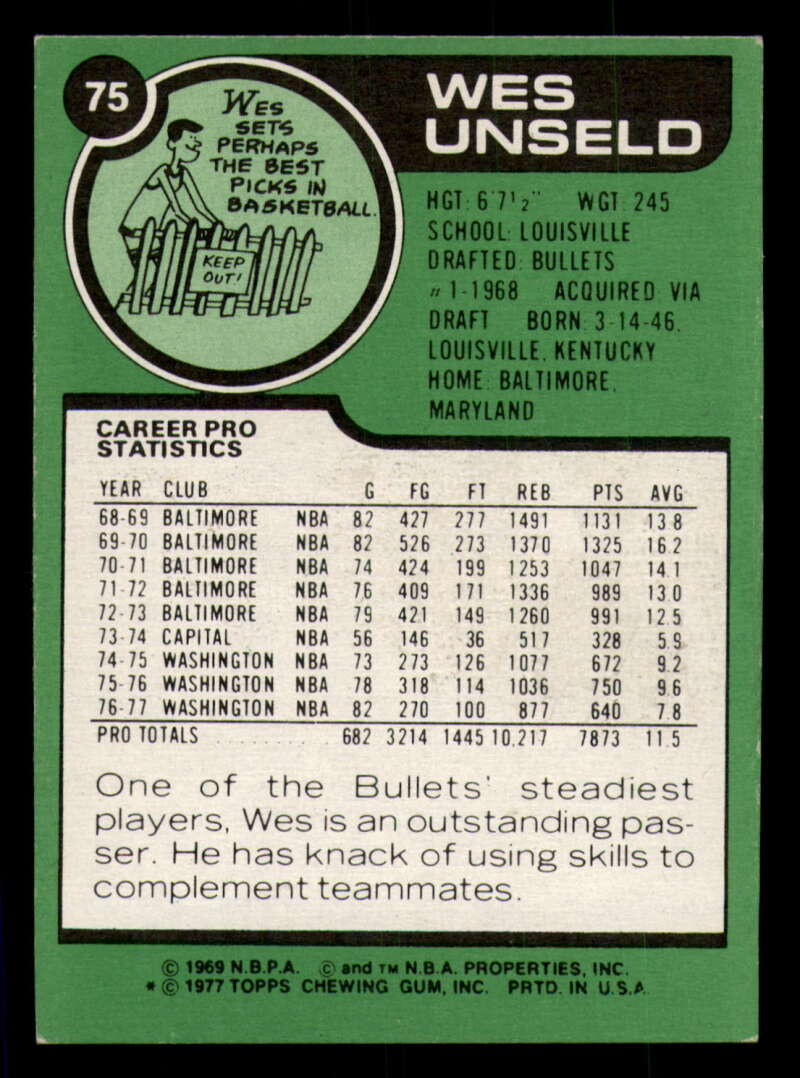 75
WES
UNSELD
WES
SETS
PERHAPS
THE BEST
PICKS IN
BASKETBALL.
KEEP
OUT!
HGT: 6'7 1/2" WGT: 245
SCHOOL: LOUISVILLE
DRAFTED: BULLETS
#1-1968 ACQUIRED: VIA
DRAFT BORN: 3-14-46,
LOUISVILLE, KENTUCKY
HOME: BALTIMORE,
MARYLAND
CAREER PRO
STATISTICS
YEAR CLUB G FG FT REB PTS AVG
68-69 BALTIMORE NBA 82 427 277 1491 1131 13.8
69-70 BALTIMORE NBA 82 526 273 1370 1325 16.2
70-71 BALTIMORE NBA 74 424 199 1253 1047 14.1
71-72 BALTIMORE NBA 76 409 171 1336 989 13.0
72-73 BALTIMORE NBA 79 421 149 1260 991 12.5
73-74 CAPITAL NBA 56 146 36 517 328 5.9
74-75 WASHINGTON NBA 73 273 126 1077 672 9.2
75-76 WASHINGTON NBA 78 318 114 1036 750 9.6
76-77 WASHINGTON NBA 82 270 100 877 640 7.8
PRO TOTALS .......... 682 3214 1445 10,217 7873 11.5
One of the Bullets' steadiest
players, Wes is an outstanding pas-
ser. He has knack of using skills to
complement teammates.
© 1969 N.B.P.A. © and TM N.B.A. PROPERTIES, INC.
* © 1977 TOPPS CHEWING GUM, INC. PRTD. IN U.S.A.